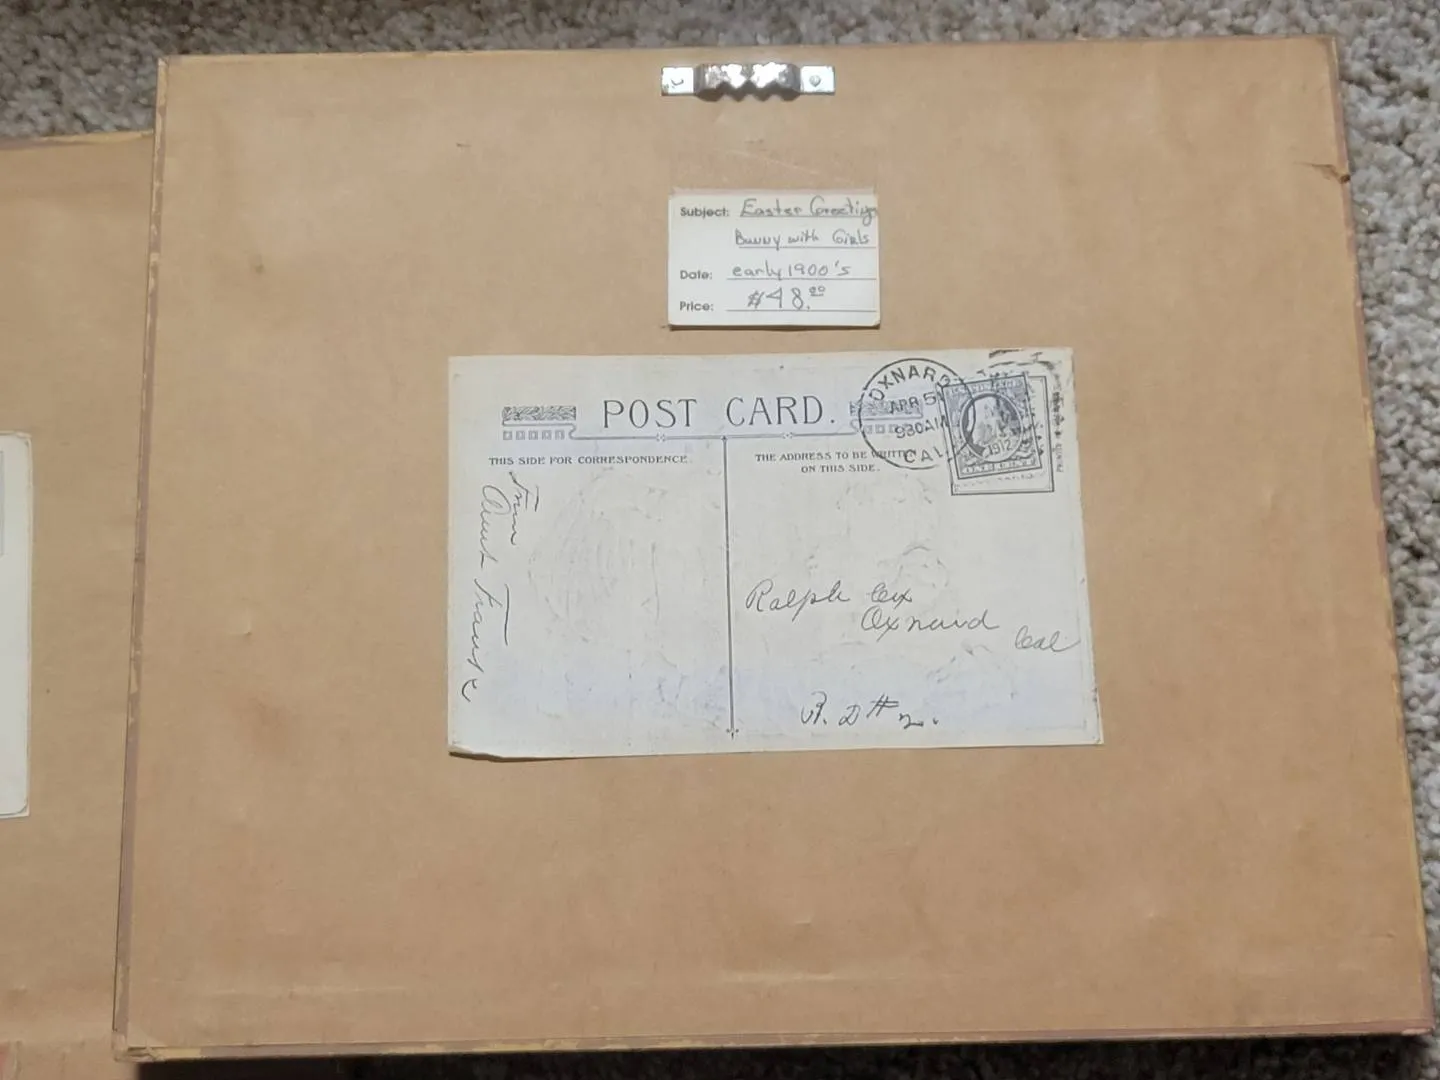 Subject: Easter Greetings
Bunny with Girls
Date: early 1900's
Price: $48.00
POST CARD.
THIS SIDE FOR CORRESPONDENCE.
THE ADDRESS TO BE WRITTEN
ON THIS SIDE.
OXNARD
APR 5
930 AM
CAL.
1912
ONE CENT
From
Aunt
Ralph Cox
Oxnard
Cal
R. D # 2.